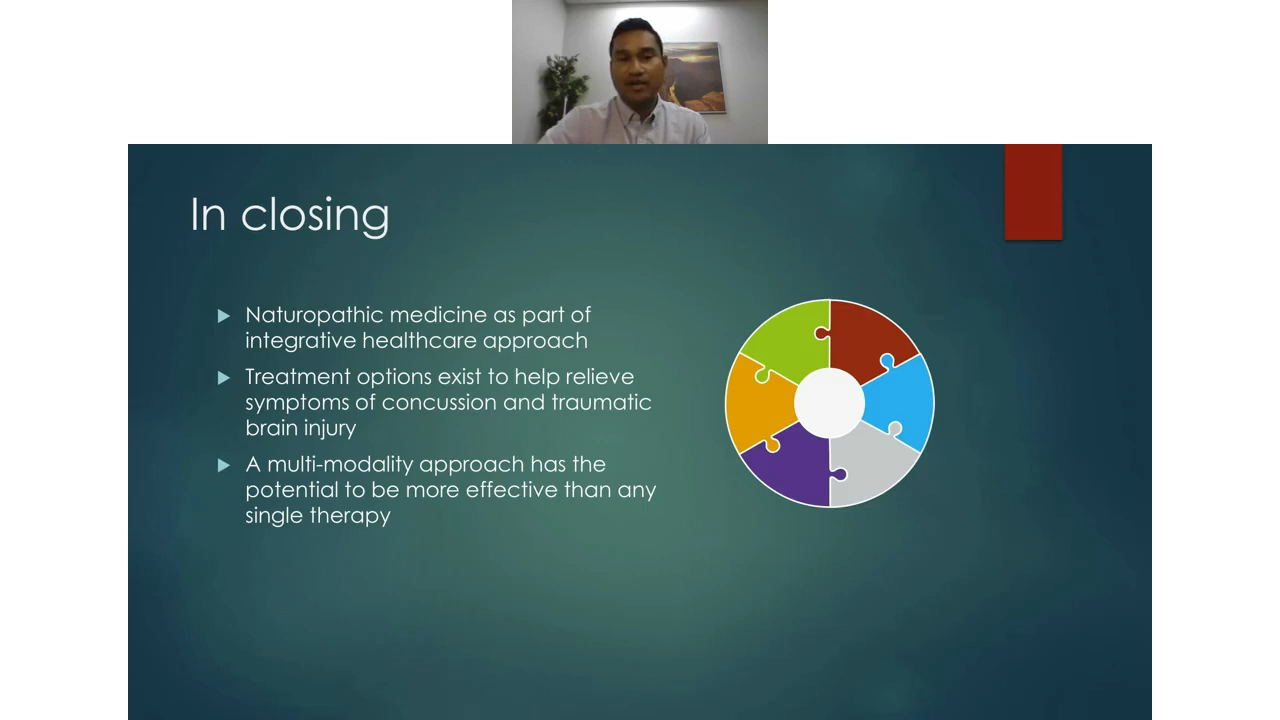 In closing
Naturopathic medicine as part of
integrative healthcare approach
Treatment options exist to help relieve
symptoms of concussion and traumatic
brain injury
A multi-modality approach has the
potential to be more effective than any
single therapy